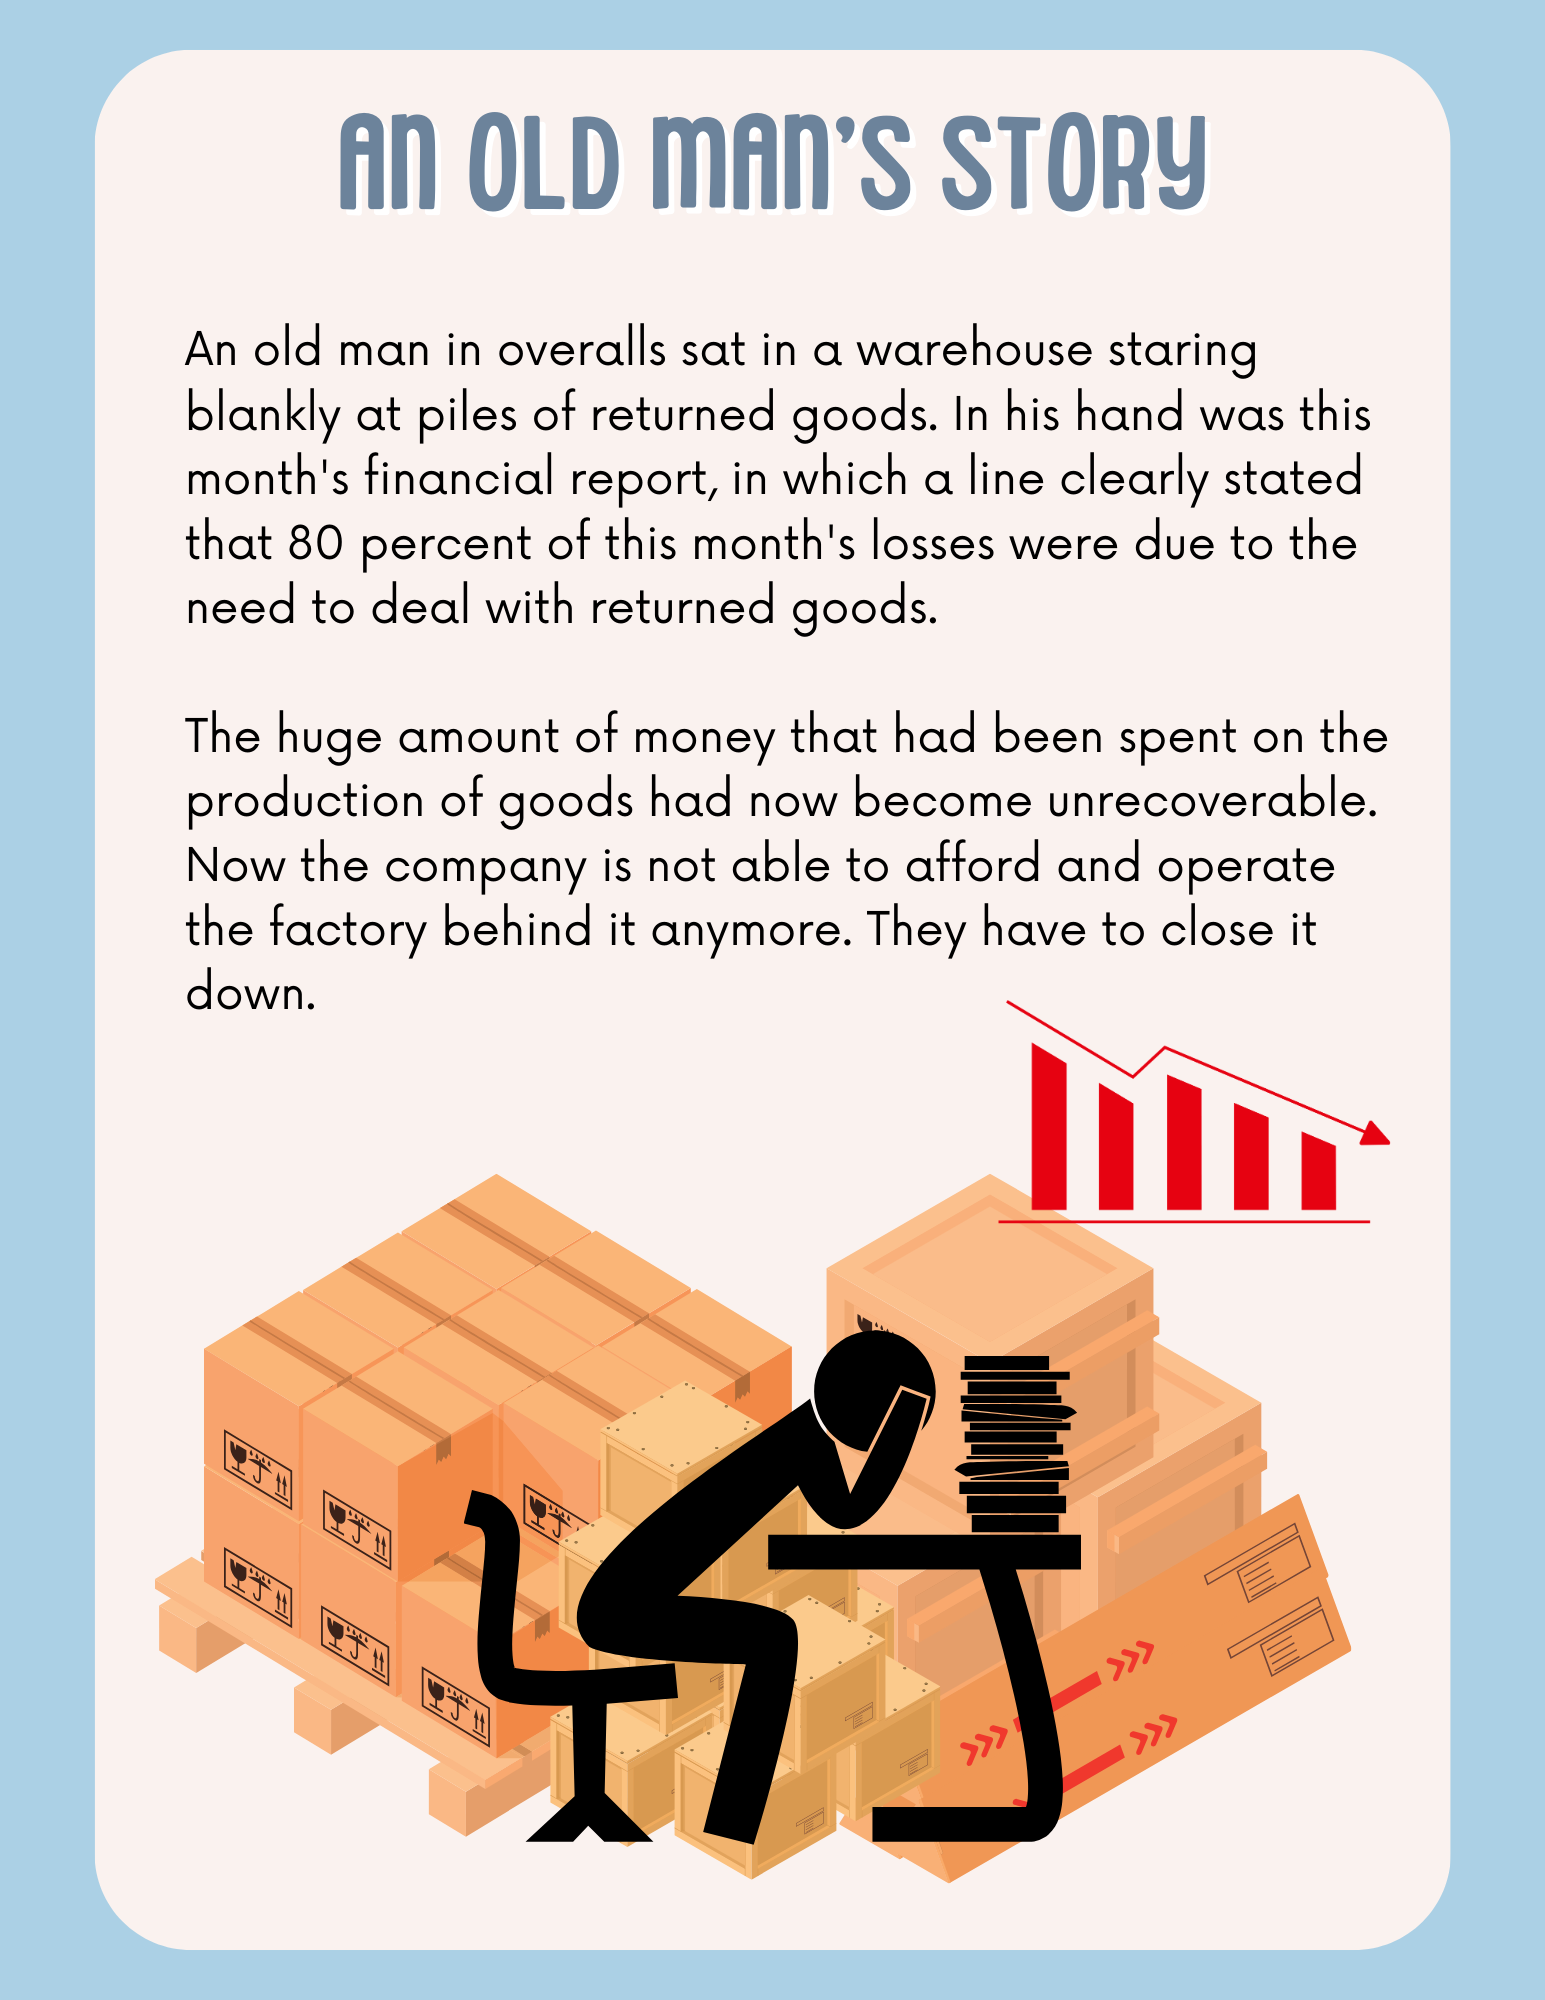 AN OLD MAN'S STORY
An old man in overalls sat in a warehouse staring
blankly at piles of returned goods. In his hand was this
month's financial report, in which a line clearly stated
that 80 percent of this month's losses were due to the
need to deal with returned goods.
The huge amount of money that had been spent on the
production of goods had now become unrecoverable.
Now the company is not able to afford and operate
the factory behind it anymore. They have to close it
down.